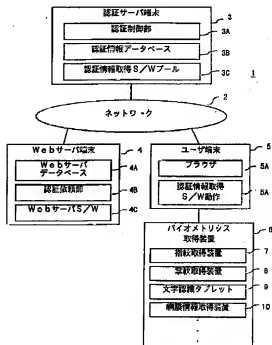 認証サーバ端末
3
認証制御部
3A
認証情報データベース
3B
認証情報取得S/Wプール
3C
1
2
ネットワーク
Webサーバ端末
4
Webサーバデータベース
4A
認証依頼部
4B
WebサーバS/W
4C
ユーザ端末
5
ブラウザ
5A
認証情報取得S/W動作
5A
バイオメトリクス取得装置
6
指紋取得装置
7
掌紋取得装置
8
文字認識タブレット
9
網膜情報取得装置
10